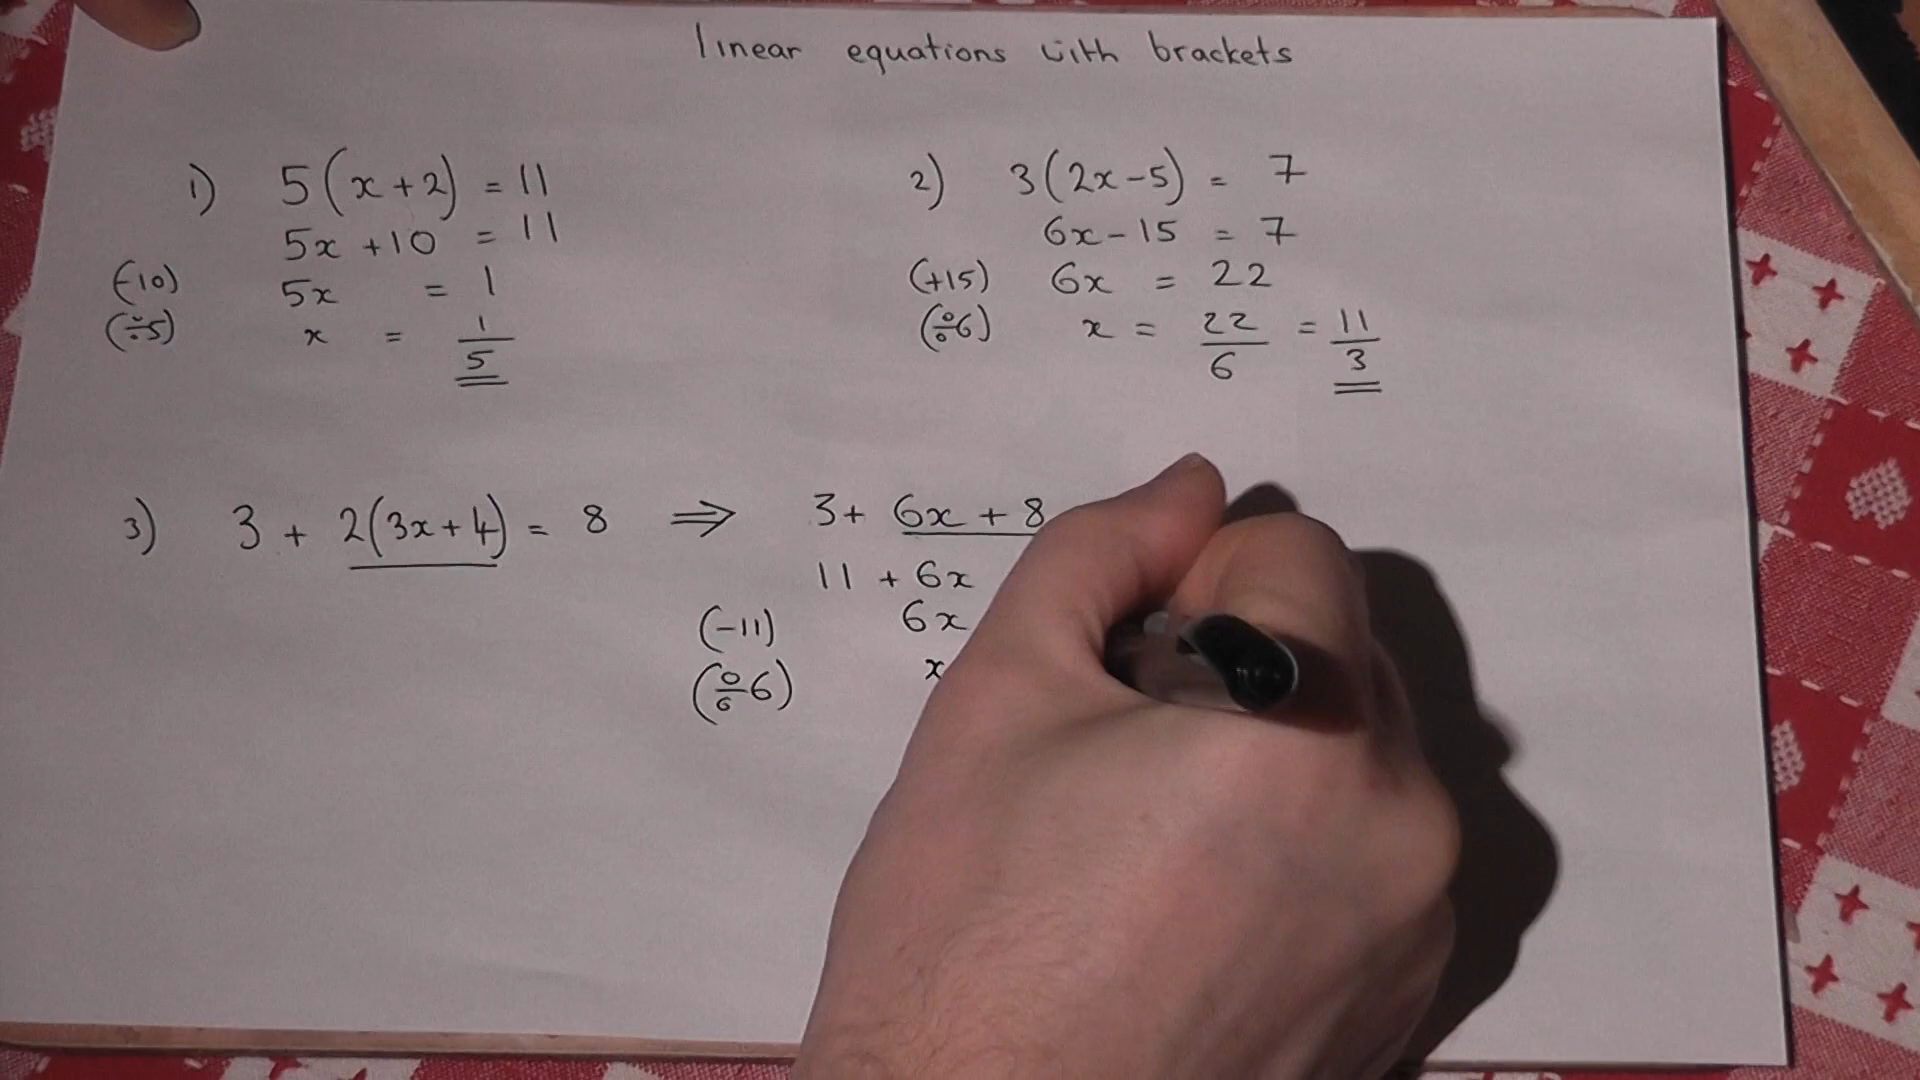 linear equations with brackets
1) 5(x+2) = 11
5x +10 = 11
(-10) 5x = 1
(÷5) x = 1/5
2) 3(2x-5) = 7
6x-15 = 7
(+15) 6x = 22
(÷6) x = 22/6 = 11/3
3) 3 + 2(3x+4) = 8 ⇒ 3+ 6x + 8
11 + 6x
(-11) 6x
(÷6) x